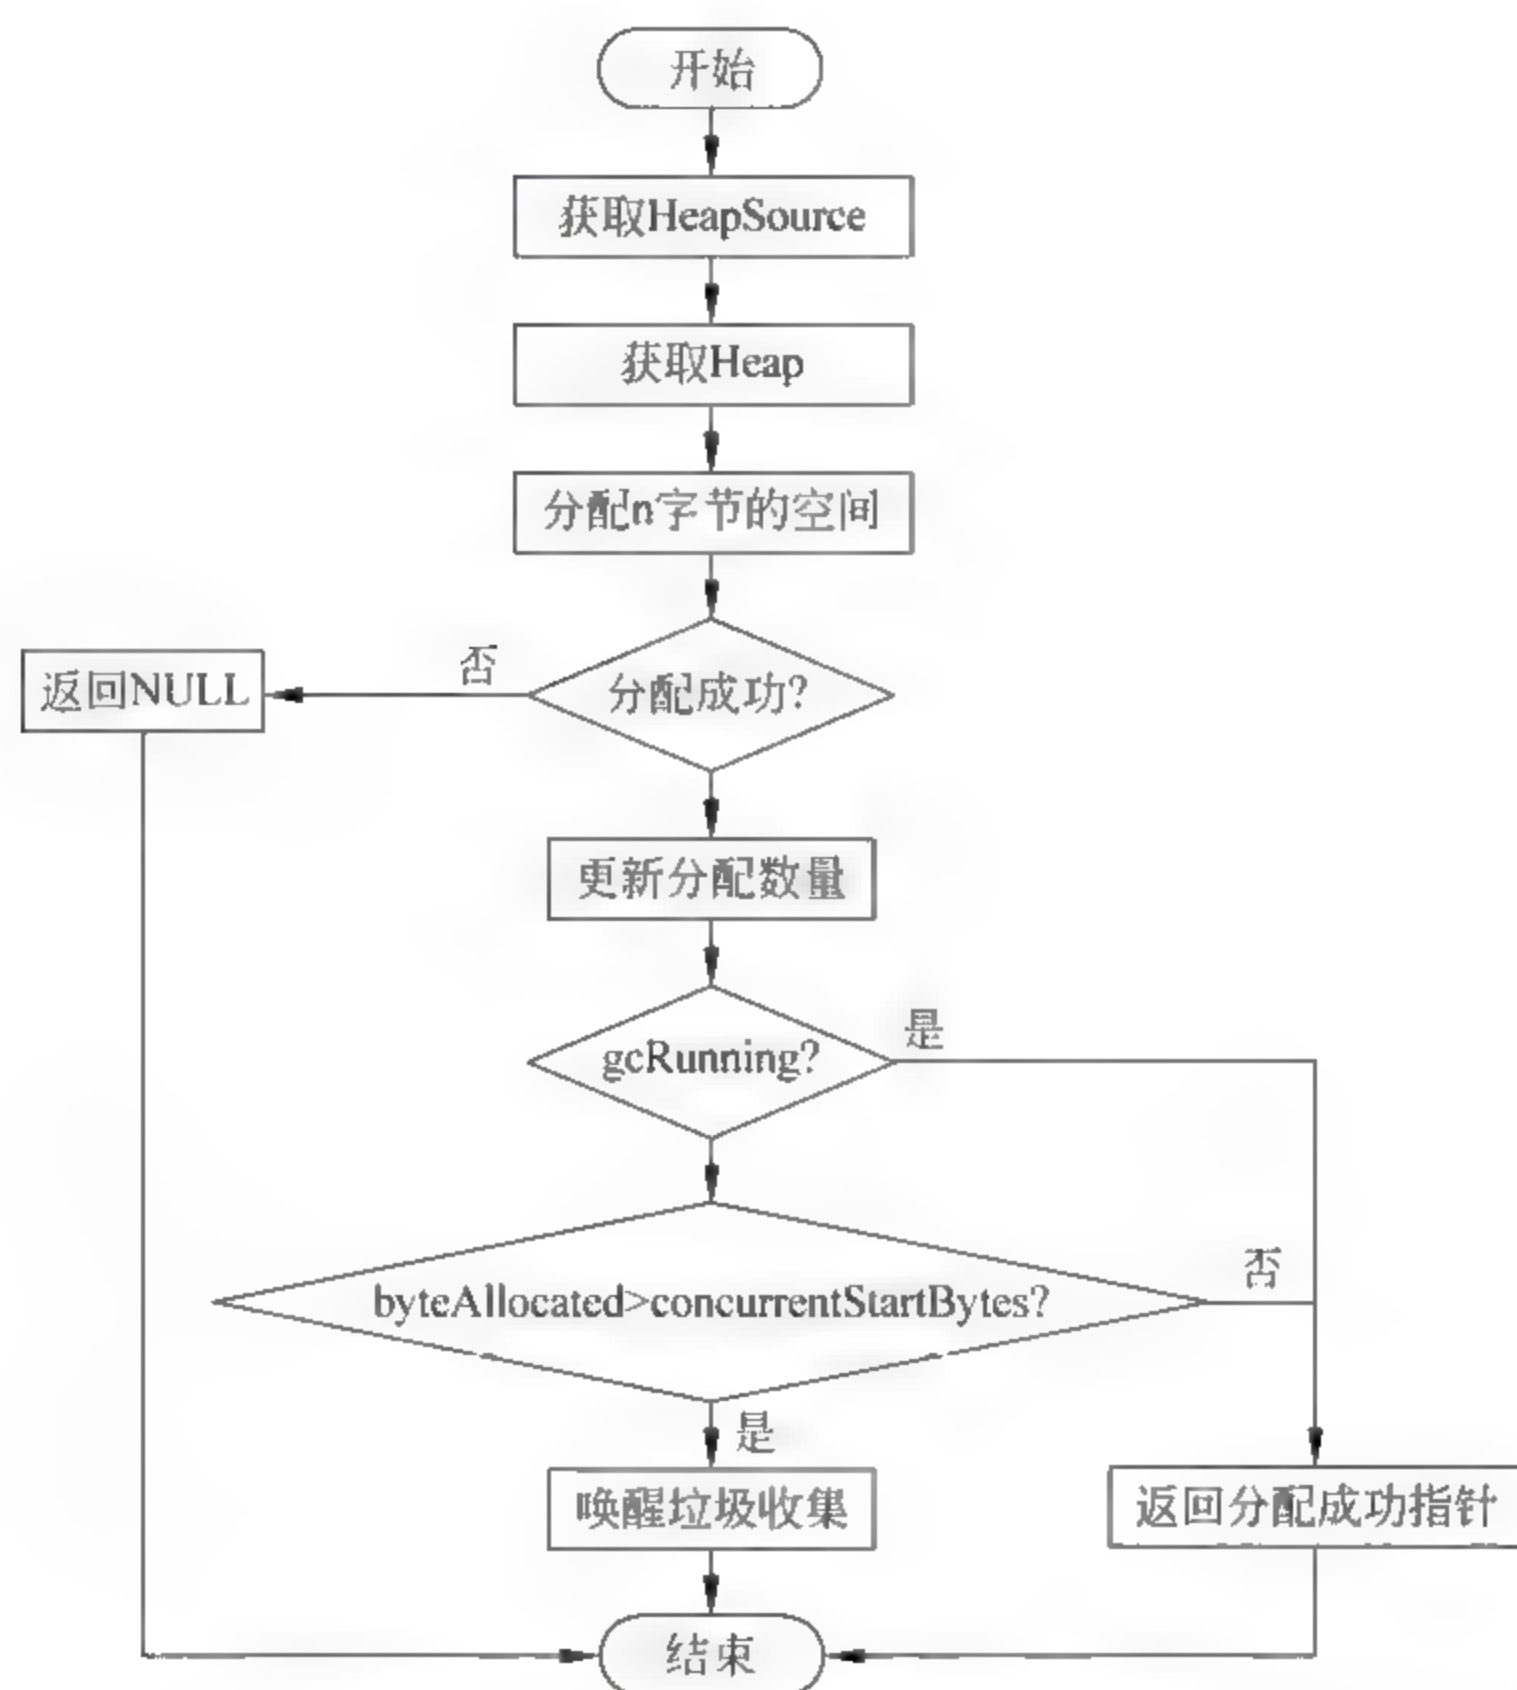 开始
获取HeapSource
获取Heap
分配n字节的空间
否
返回NULL
分配成功?
更新分配数量
是
gcRunning?
否
byteAllocated>concurrentStartBytes?
是
唤醒垃圾收集
返回分配成功指针
结束